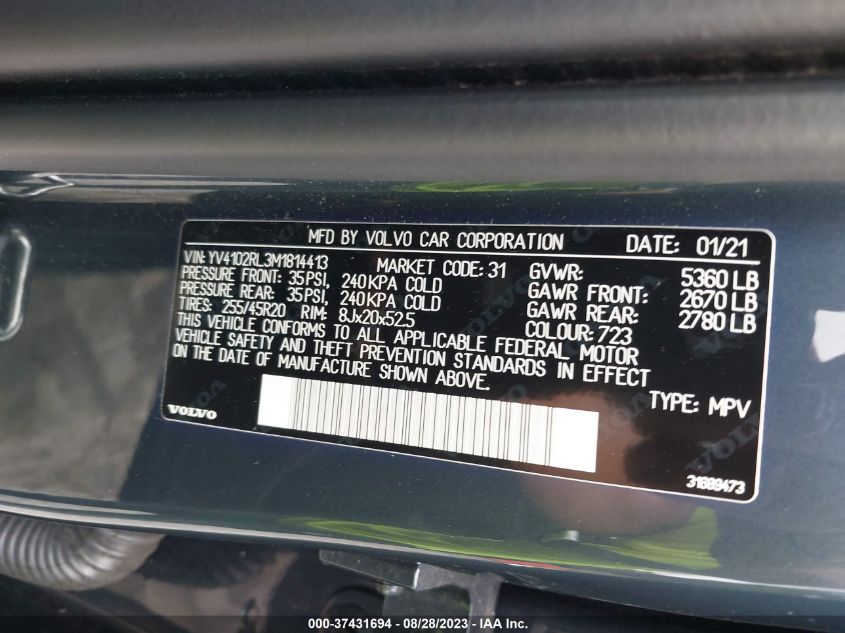 MFD BY VOLVO CAR CORPORATION DATE: 01/21
VIN: YV4102RL3M1814413 MARKET CODE: 31 GVWR: 5360 LB
PRESSURE FRONT: 35 PSI, 240 KPA COLD GAWR FRONT: 2670 LB
PRESSURE REAR: 35 PSI, 240 KPA COLD GAWR REAR: 2780 LB
TIRES: 255/45R20 RIM: 8Jx20x52.5 COLOUR: 723
THIS VEHICLE CONFORMS TO ALL APPLICABLE FEDERAL MOTOR
VEHICLE SAFETY AND THEFT PREVENTION STANDARDS IN EFFECT
ON THE DATE OF MANUFACTURE SHOWN ABOVE.
TYPE: MPV
VOLVO
31689473
000-37431694 - 08/28/2023 - IAA Inc.